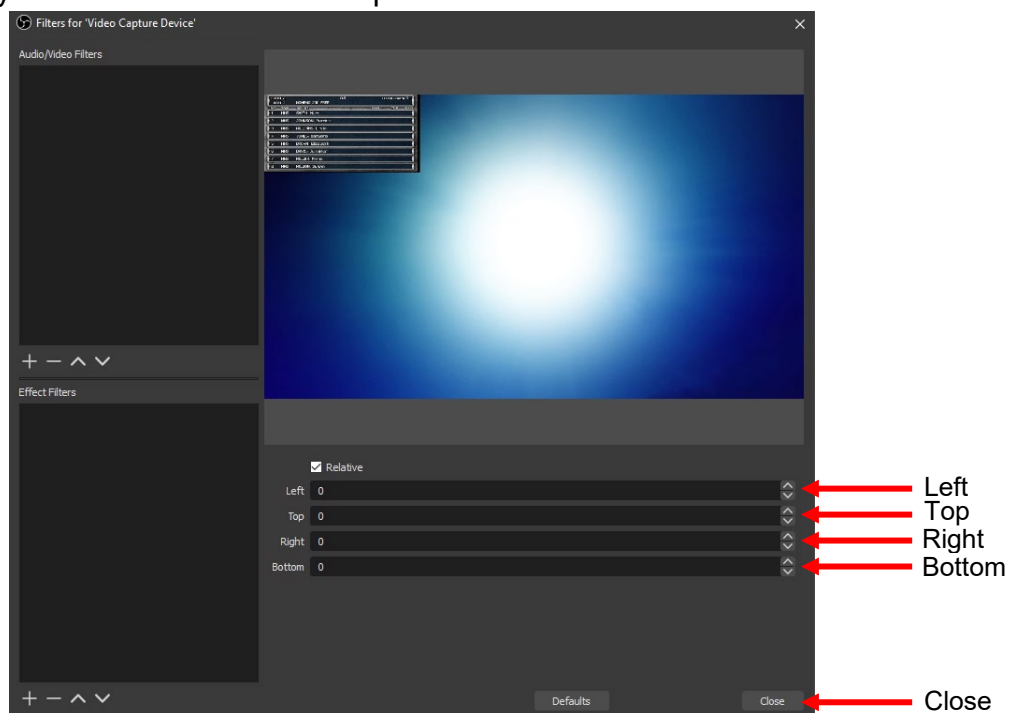 Filters for 'Video Capture Device'
Audio/Video Filters
Effect Filters
Relative
Left 0
Top 0
Right 0
Bottom 0
Defaults
Close
Left
Top
Right
Bottom
Close